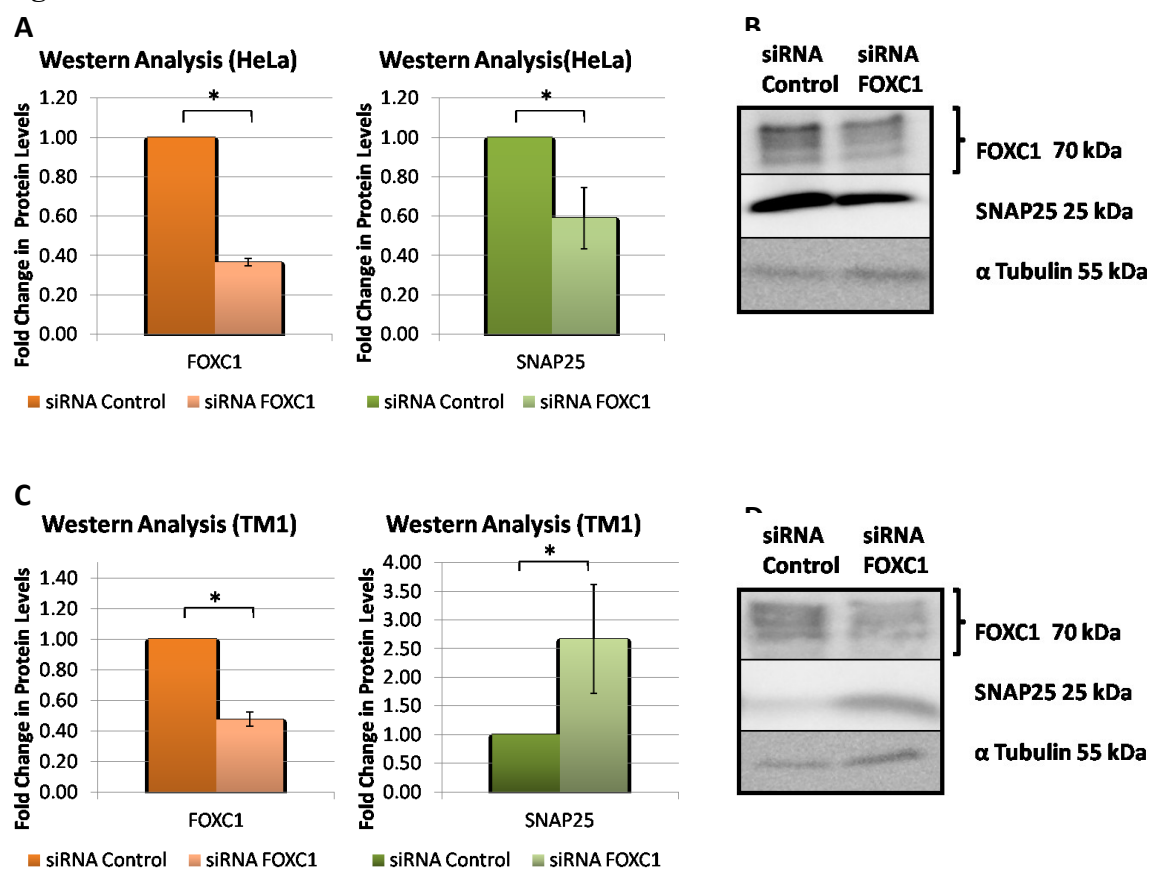 A
Western Analysis (HeLa)
*
Fold Change in Protein Levels
1.20
1.00
0.80
0.60
0.40
0.20
0.00
FOXC1
siRNA Control siRNA FOXC1
Western Analysis(HeLa)
*
Fold Change in Protein Levels
1.20
1.00
0.80
0.60
0.40
0.20
0.00
SNAP25
siRNA Control siRNA FOXC1
B
siRNA siRNA
Control FOXC1
FOXC1 70 kDa
SNAP25 25 kDa
α Tubulin 55 kDa
C
Western Analysis (TM1)
*
Fold Change in Protein Levels
1.40
1.20
1.00
0.80
0.60
0.40
0.20
0.00
FOXC1
siRNA Control siRNA FOXC1
Western Analysis (TM1)
*
Fold Change in Protein Levels
4.00
3.50
3.00
2.50
2.00
1.50
1.00
0.50
0.00
SNAP25
siRNA Control siRNA FOXC1
siRNA siRNA
Control FOXC1
FOXC1 70 kDa
SNAP25 25 kDa
α Tubulin 55 kDa